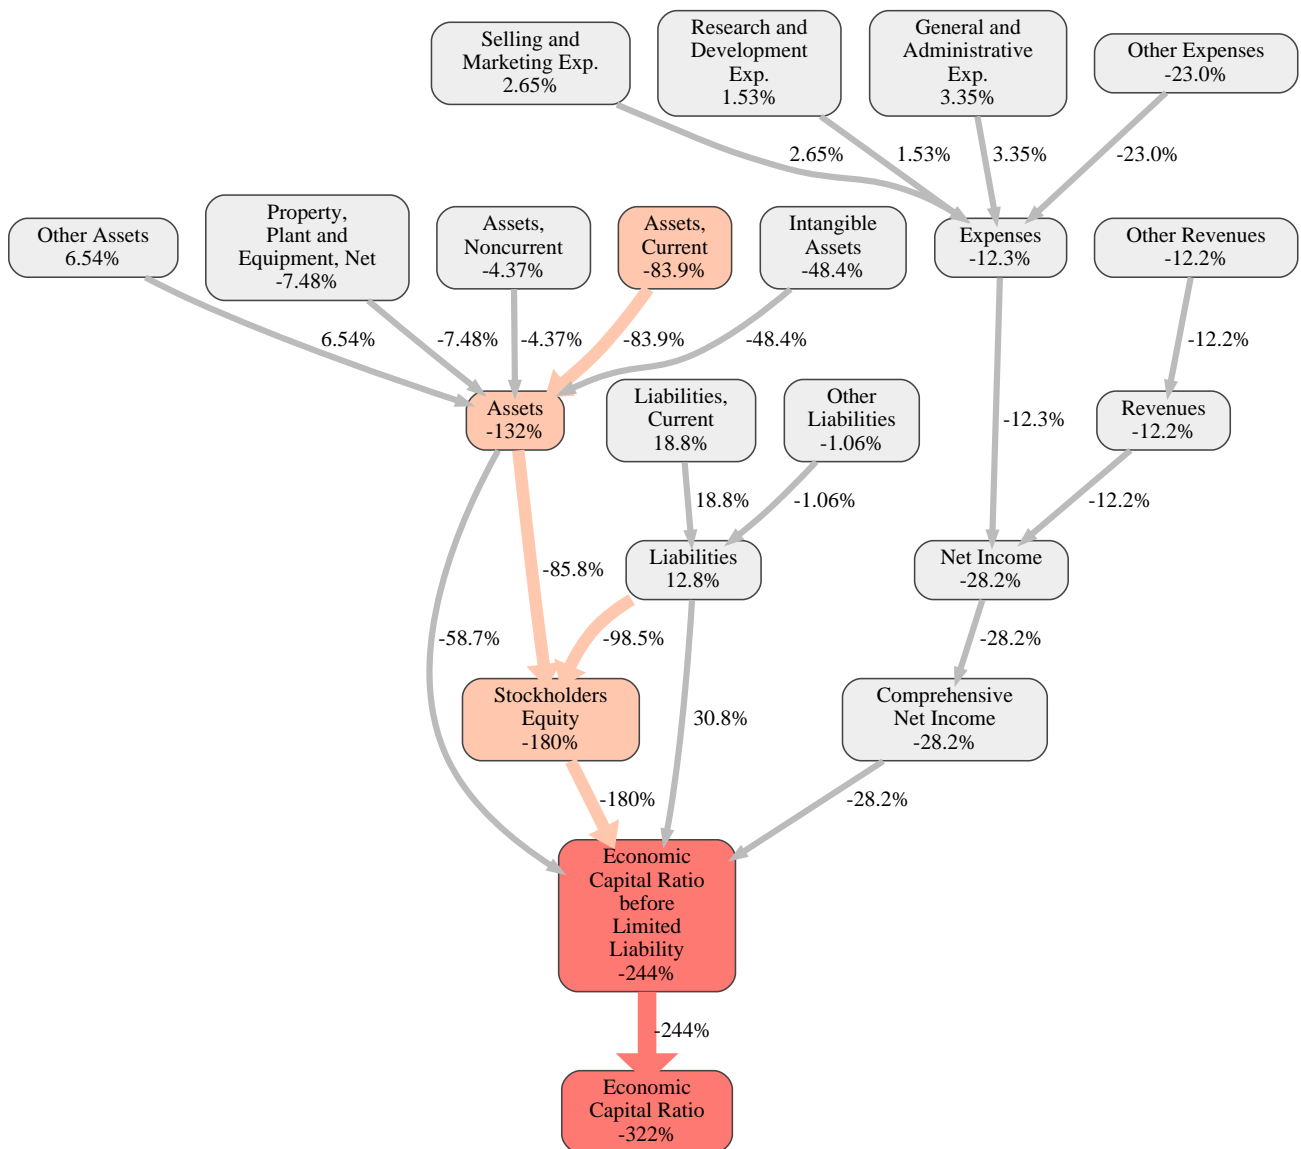 Selling and
Marketing Exp.
2.65%
Research and
Development
Exp.
1.53%
General and
Administrative
Exp.
3.35%
Other Expenses
-23.0%
2.65%
1.53%
3.35%
-23.0%
Other Assets
6.54%
Property,
Plant and
Equipment, Net
-7.48%
Assets,
Noncurrent
-4.37%
Assets,
Current
-83.9%
Intangible
Assets
-48.4%
Expenses
-12.3%
Other Revenues
-12.2%
6.54%
-7.48%
-4.37%
-83.9%
-48.4%
-12.2%
Assets
-132%
Liabilities,
Current
18.8%
Other
Liabilities
-1.06%
-12.3%
Revenues
-12.2%
18.8%
-1.06%
-12.2%
-85.8%
Liabilities
12.8%
Net Income
-28.2%
-58.7%
-98.5%
-28.2%
Stockholders
Equity
-180%
30.8%
Comprehensive
Net Income
-28.2%
-180%
-28.2%
Economic
Capital Ratio
before
Limited
Liability
-244%
-244%
Economic
Capital Ratio
-322%